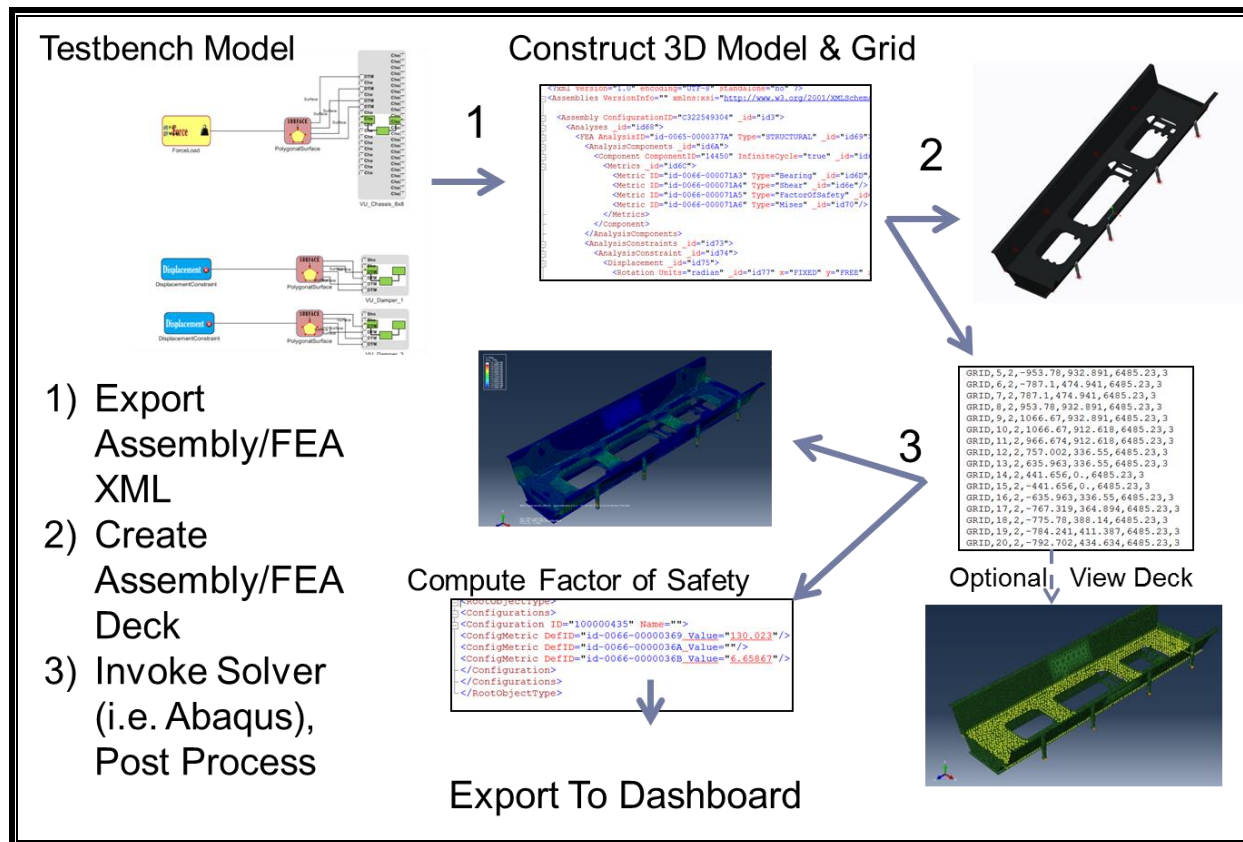 Testbench Model
Construct 3D Model & Grid
Force
ForceLoad
SURFACE
PolygonalSurface
VU_Chassis_8x8
Displacement
DisplacementConstraint
SURFACE
PolygonalSurface
VU_Damper_1
Displacement
DisplacementConstraint
SURFACE
PolygonalSurface
1
<?xml version="1.0" encoding="UTF-8" standalone="no" ?>
<Assemblies VersionInfo="" xmlns:xsi="http://www.w3.org/2001/XMLSchema
<Assembly ConfigurationID="C322549304" _id="id3">
<Analyses _id="id68">
<FEA AnalysisID="id-0065-0000377A" Type="STRUCTURAL" _id="id69">
<AnalysisComponents _id="id6A">
<Component ComponentID="14450" InfiniteCycle="true" _id="id6
<Metrics _id="id6C">
<Metric ID="id-0066-000071A3" Type="Bearing" _id="id6D"/
<Metric ID="id-0066-000071A4" Type="Shear" _id="id6e"/>
<Metric ID="id-0066-000071A5" Type="FactorOfSafety" _id=
<Metric ID="id-0066-000071A6" Type="Mises" _id="id70"/>
</Metrics>
</Component>
</AnalysisComponents>
<AnalysisConstraints _id="id73">
<AnalysisConstraint _id="id74">
<Displacement _id="id75">
<Rotation Units="radian" _id="id77" x="FIXED" y="FREE"
2
1) Export
Assembly/FEA
XML
2) Create
Assembly/FEA
Deck
3) Invoke Solver
(i.e. Abaqus),
Post Process
3
GRID,5,2,-953.78,932.891,6485.23,3
GRID,6,2,-787.1,474.941,6485.23,3
GRID,7,2,787.1,474.941,6485.23,3
GRID,8,2,953.78,932.891,6485.23,3
GRID,9,2,1066.67,932.891,6485.23,3
GRID,10,2,1066.67,912.618,6485.23,3
GRID,11,2,966.674,912.618,6485.23,3
GRID,12,2,757.002,336.55,6485.23,3
GRID,13,2,635.963,336.55,6485.23,3
GRID,14,2,441.656,0.,6485.23,3
GRID,15,2,-441.656,0.,6485.23,3
GRID,16,2,-635.963,336.55,6485.23,3
GRID,17,2,-767.319,364.894,6485.23,3
GRID,18,2,-775.78,388.14,6485.23,3
GRID,19,2,-784.241,411.387,6485.23,3
GRID,20,2,-792.702,434.634,6485.23,3
Optional View Deck
Compute Factor of Safety
<RootObjectType>
<Configurations>
<Configuration ID="100000435" Name="">
<ConfigMetric DefID="id-0066-00000369_Value="130.023"/>
<ConfigMetric DefID="id-0066-0000036A_Value=""/>
<ConfigMetric DefID="id-0066-0000036B_Value="6.65867"/>
</Configuration>
</Configurations>
</RootObjectType>
Export To Dashboard